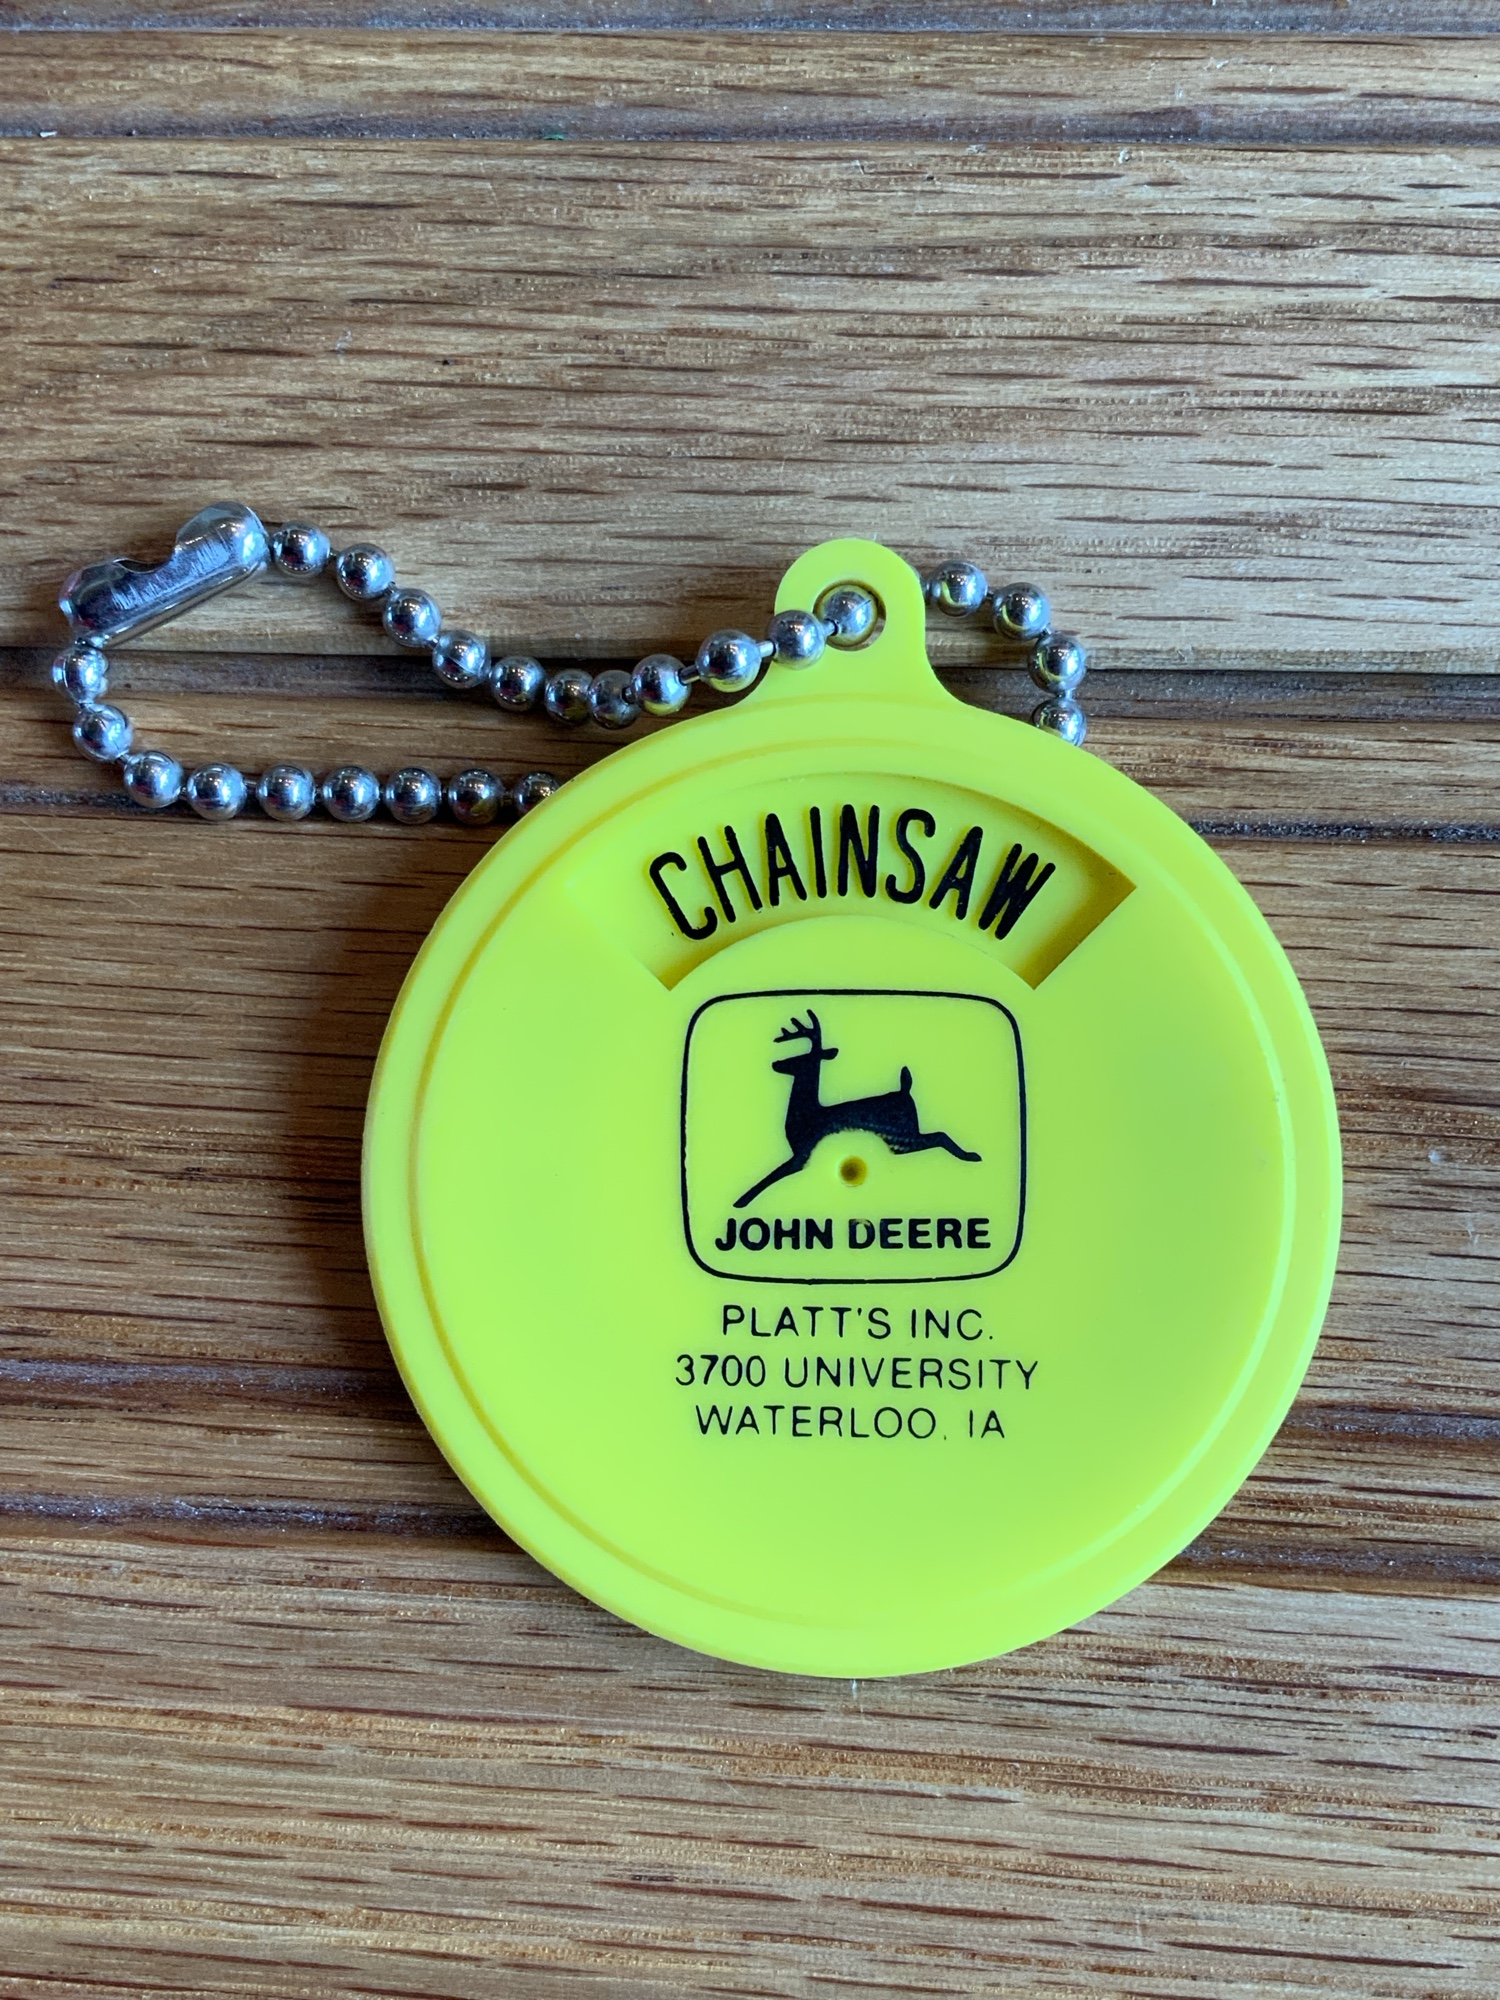 CHAINSAW
JOHN DEERE
PLATT'S INC.
3700 UNIVERSITY
WATERLOO, IA